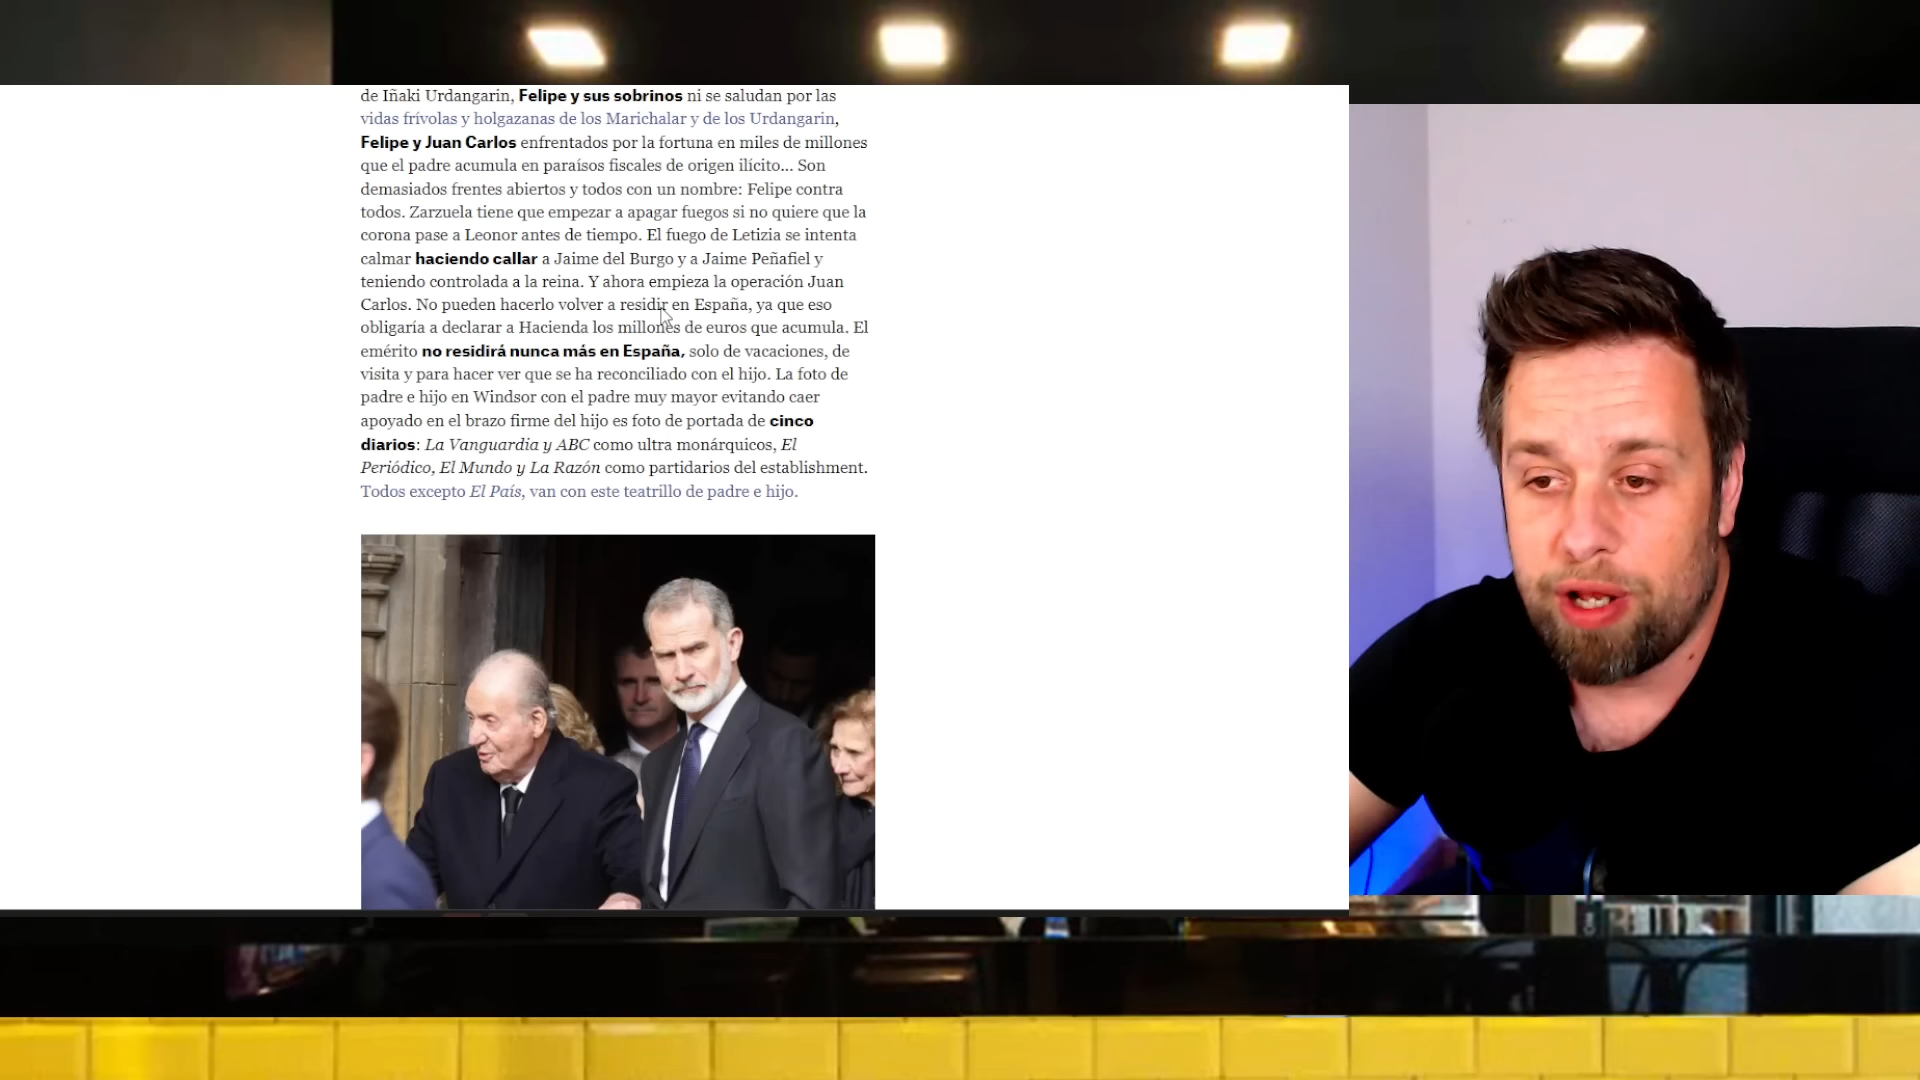 de Iñaki Urdangarin, Felipe y sus sobrinos ni se saludan por las
vidas frívolas y holgazanas de los Marichalar y de los Urdangarin,
Felipe y Juan Carlos enfrentados por la fortuna en miles de millones
que el padre acumula en paraísos fiscales de origen ilícito... Son
demasiados frentes abiertos y todos con un nombre: Felipe contra
todos. Zarzuela tiene que empezar a apagar fuegos si no quiere que la
corona pase a Leonor antes de tiempo. El fuego de Letizia se intenta
calmar haciendo callar a Jaime del Burgo y a Jaime Peñafiel y
teniendo controlada a la reina. Y ahora empieza la operación Juan
Carlos. No pueden hacerlo volver a residir en España, ya que eso
obligaría a declarar a Hacienda los millones de euros que acumula. El
emérito no residirá nunca más en España, solo de vacaciones, de
visita y para hacer ver que se ha reconciliado con el hijo. La foto de
padre e hijo en Windsor con el padre muy mayor evitando caer
apoyado en el brazo firme del hijo es foto de portada de cinco
diarios: La Vanguardia y ABC como ultra monárquicos, El
Periódico, El Mundo y La Razón como partidarios del establishment.
Todos excepto El País, van con este teatrillo de padre e hijo.